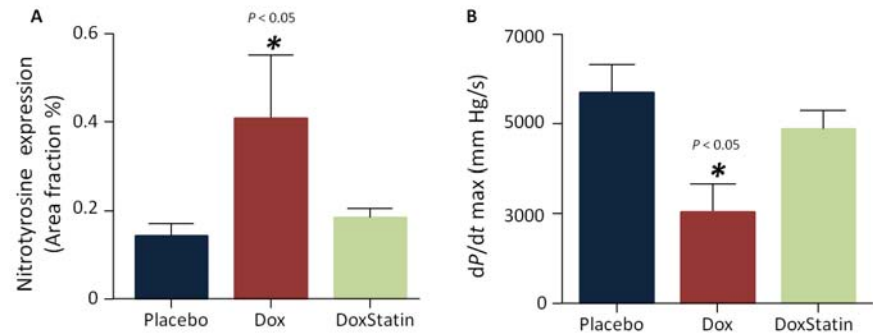 A
Nitrotyrosine expression
(Area fraction %)
0.6
0.4
0.2
0
P < 0.05
*
Placebo
Dox
DoxStatin
B
dP/dt max (mm Hg/s)
7000
5000
3000
0
P < 0.05
*
Placebo
Dox
DoxStatin